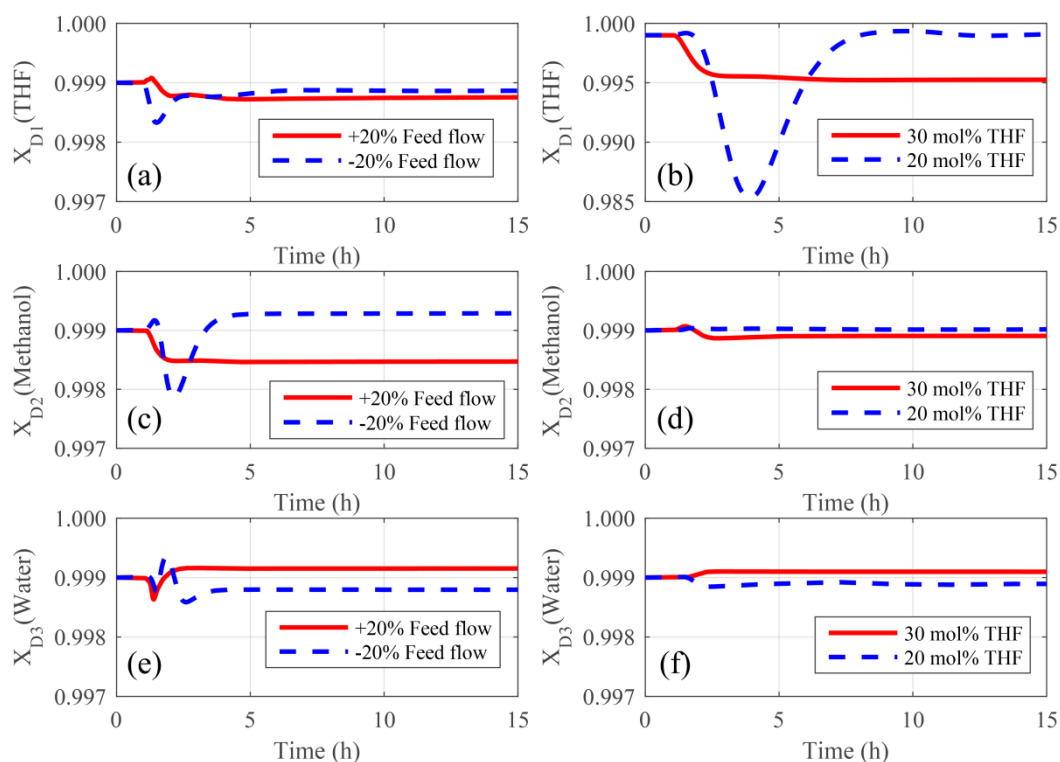 1.000
0.999
0.998
0.997
X_D1(THF)
(a)
+20% Feed flow
-20% Feed flow
0 5 10 15
Time (h)
1.000
0.995
0.990
0.985
X_D1(THF)
(b)
30 mol% THF
20 mol% THF
0 5 10 15
Time (h)
1.000
0.999
0.998
0.997
X_D2(Methanol)
(c)
+20% Feed flow
-20% Feed flow
0 5 10 15
Time (h)
1.000
0.999
0.998
0.997
X_D2(Methanol)
(d)
30 mol% THF
20 mol% THF
0 5 10 15
Time (h)
1.000
0.999
0.998
0.997
X_D3(Water)
(e)
+20% Feed flow
-20% Feed flow
0 5 10 15
Time (h)
1.000
0.999
0.998
0.997
X_D3(Water)
(f)
30 mol% THF
20 mol% THF
0 5 10 15
Time (h)